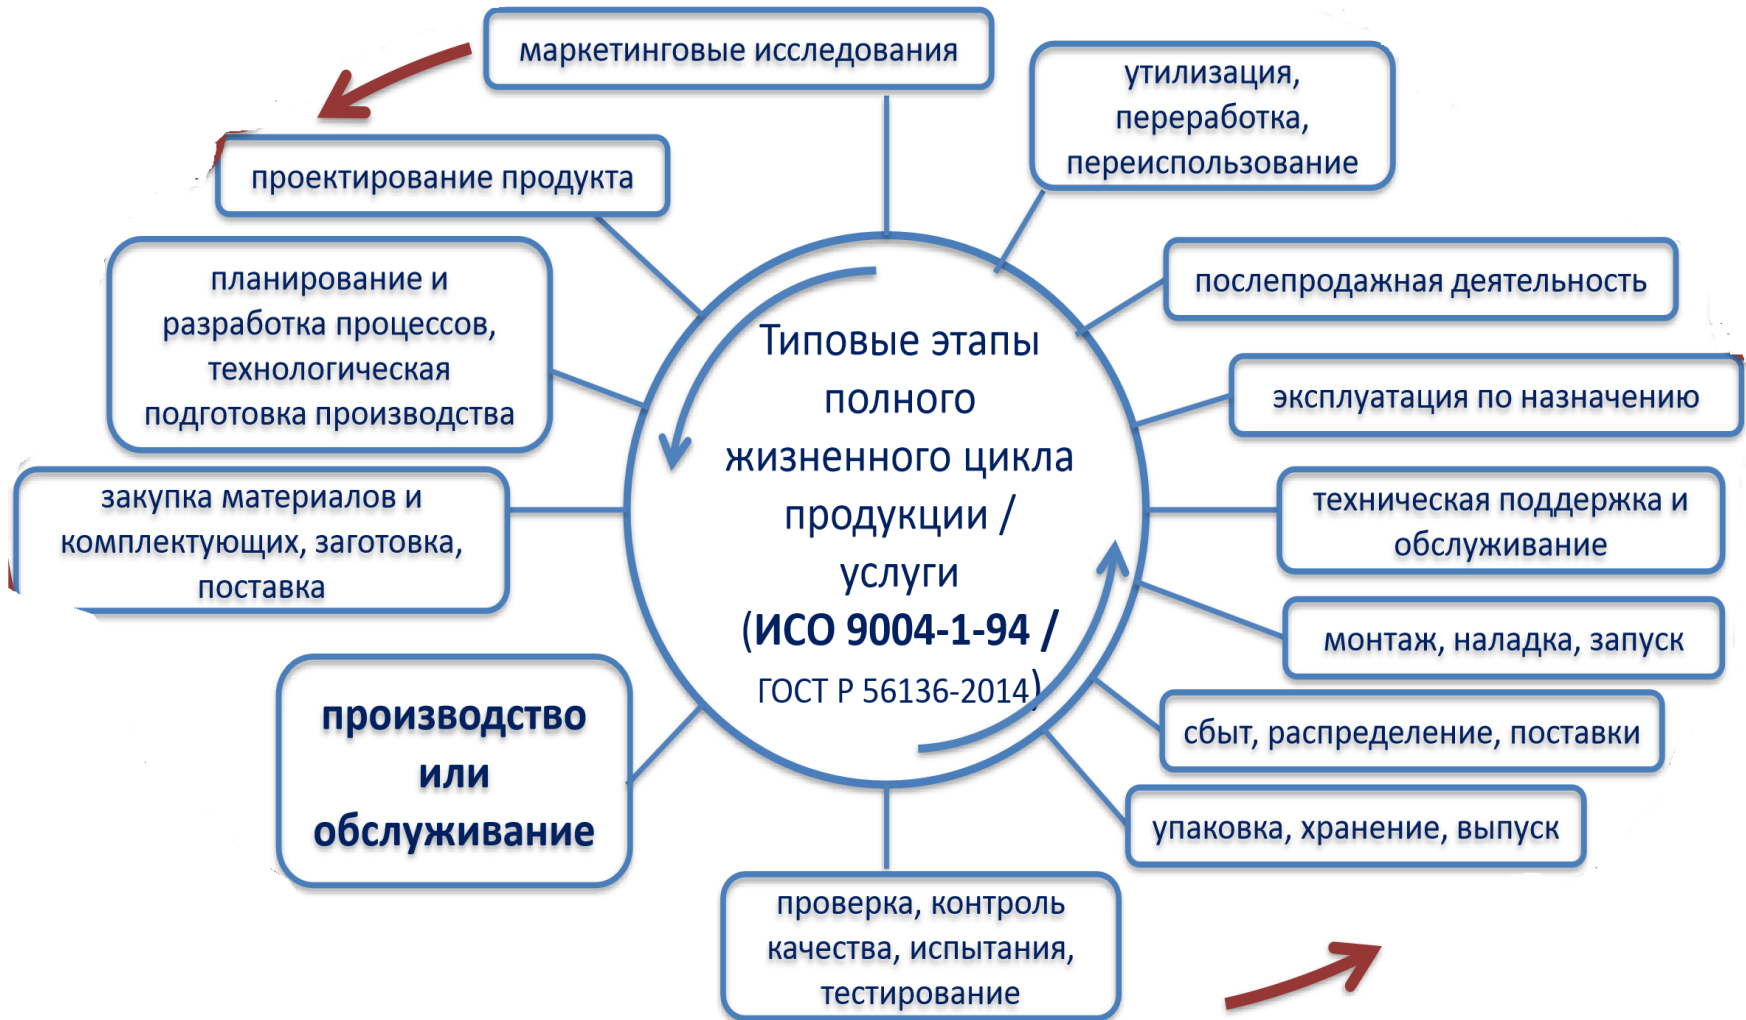 маркетинговые исследования
утилизация,
переработка,
переиспользование
проектирование продукта
послепродажная деятельность
планирование и
разработка процессов,
технологическая
подготовка производства
Типовые этапы
полного
жизненного цикла
продукции /
услуги
(ИСО 9004-1-94 /
ГОСТ Р 56136-2014)
эксплуатация по назначению
закупка материалов и
комплектующих, заготовка,
поставка
техническая поддержка и
обслуживание
монтаж, наладка, запуск
производство
или
обслуживание
сбыт, распределение, поставки
упаковка, хранение, выпуск
проверка, контроль
качества, испытания,
тестирование